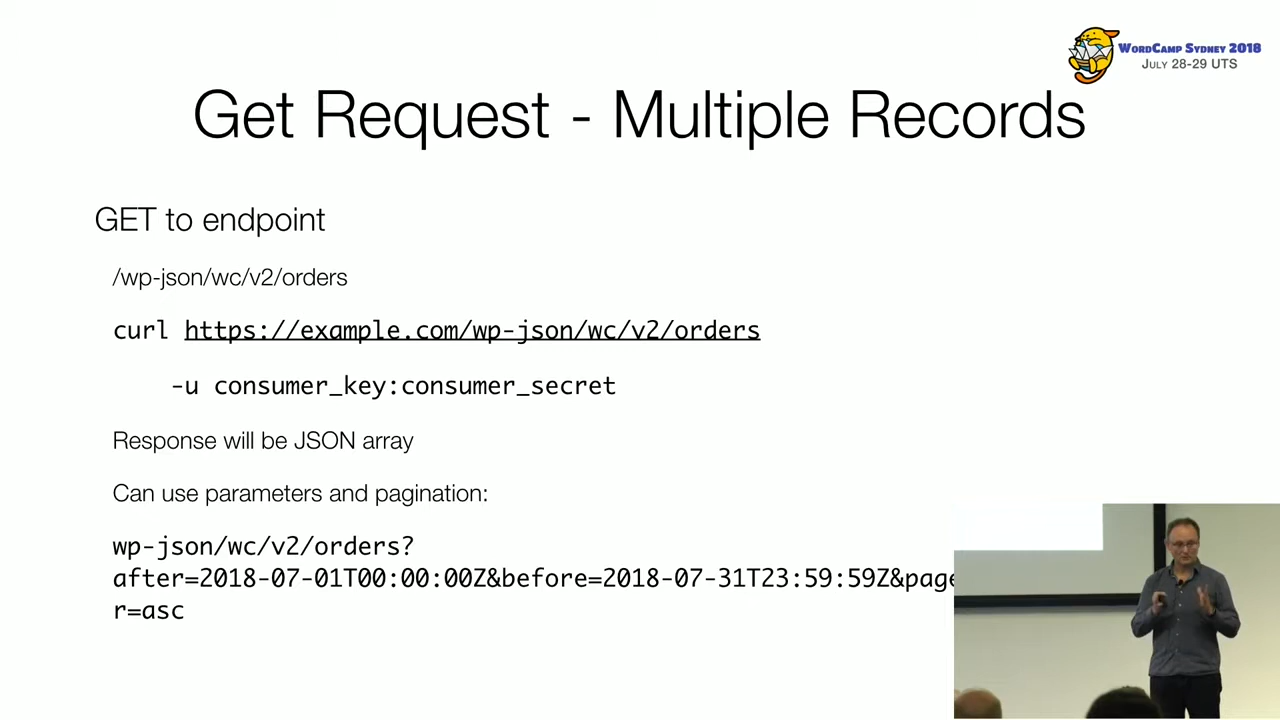 WordCamp Sydney 2018
July 28-29 UTS
Get Request - Multiple Records
GET to endpoint
/wp-json/wc/v2/orders
curl https://example.com/wp-json/wc/v2/orders
-u consumer_key:consumer_secret
Response will be JSON array
Can use parameters and pagination:
wp-json/wc/v2/orders?
after=2018-07-01T00:00:00Z&before=2018-07-31T23:59:59Z&page
r=asc